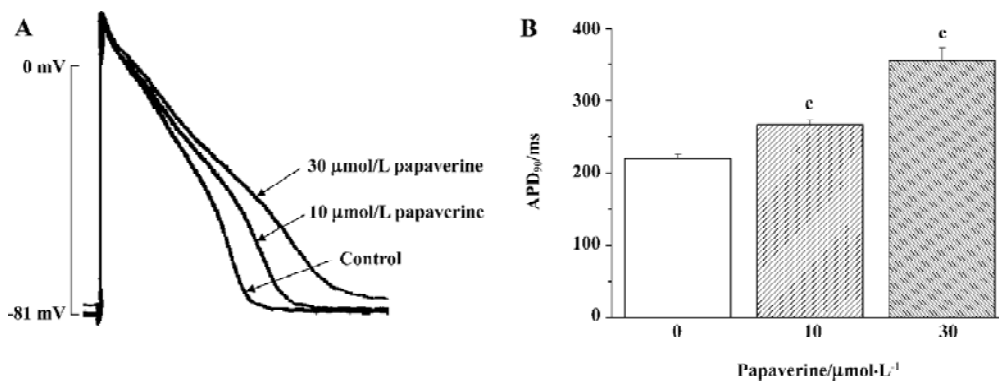 A
0 mV
30 μmol/L papaverine
10 μmol/L papaverine
Control
-81 mV
B
400
300
200
100
0
APD₉₀/ms
c
c
0
10
30
Papaverine/μmol·L⁻¹